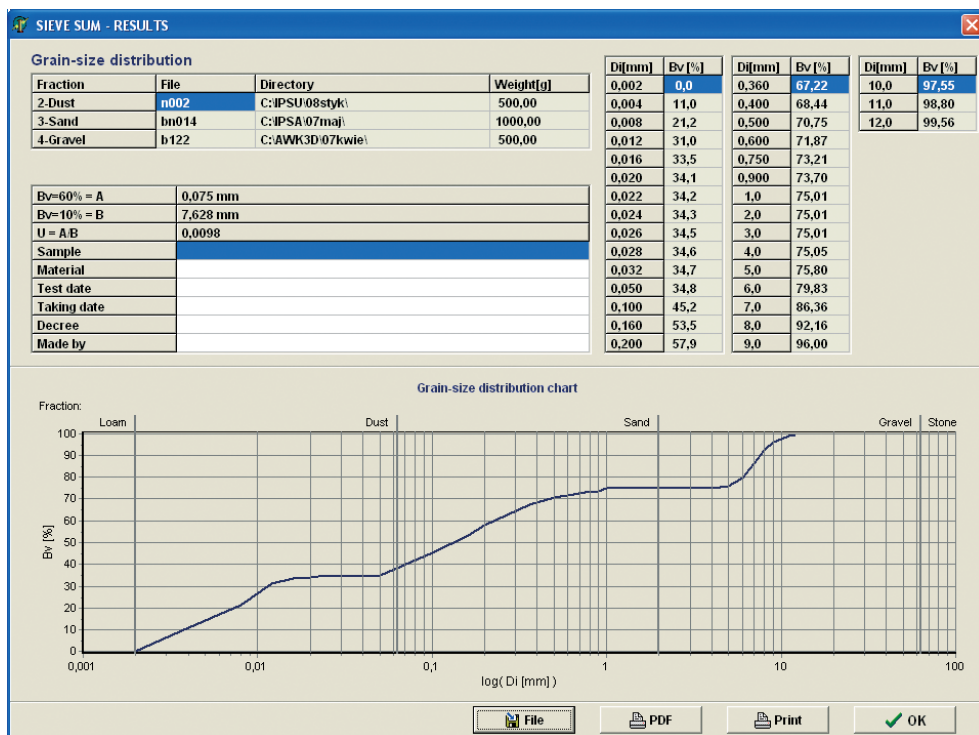 SIEVE SUM - RESULTS
Grain-size distribution
Fraction File Directory Weight[g]
2-Dust n002 C:\IPSU\08styk\ 500,00
3-Sand bn014 C:\IPSA\07maj\ 1000,00
4-Gravel b122 C:\AWK3D\07kwie\ 500,00
Bv=60% = A 0,075 mm
Bv=10% = B 7,628 mm
U = A/B 0,0098
Sample
Material
Test date
Taking date
Decree
Made by
Di[mm] Bv [%]
0,002 0,0
0,004 11,0
0,008 21,2
0,012 31,0
0,016 33,5
0,020 34,1
0,022 34,2
0,024 34,3
0,026 34,5
0,028 34,6
0,032 34,7
0,050 34,8
0,100 45,2
0,160 53,5
0,200 57,9
Di[mm] Bv [%]
0,360 67,22
0,400 68,44
0,500 70,75
0,600 71,87
0,750 73,21
0,900 73,70
1,0 75,01
2,0 75,01
3,0 75,01
4,0 75,05
5,0 75,80
6,0 79,83
7,0 86,36
8,0 92,16
9,0 96,00
Di[mm] Bv [%]
10,0 97,55
11,0 98,80
12,0 99,56
Grain-size distribution chart
Fraction:
Loam Dust Sand Gravel Stone
100
90
80
70
60
50
40
30
20
10
0
Bv [%]
0,001 0,01 0,1 1 10 100
log( Di [mm] )
File PDF Print OK